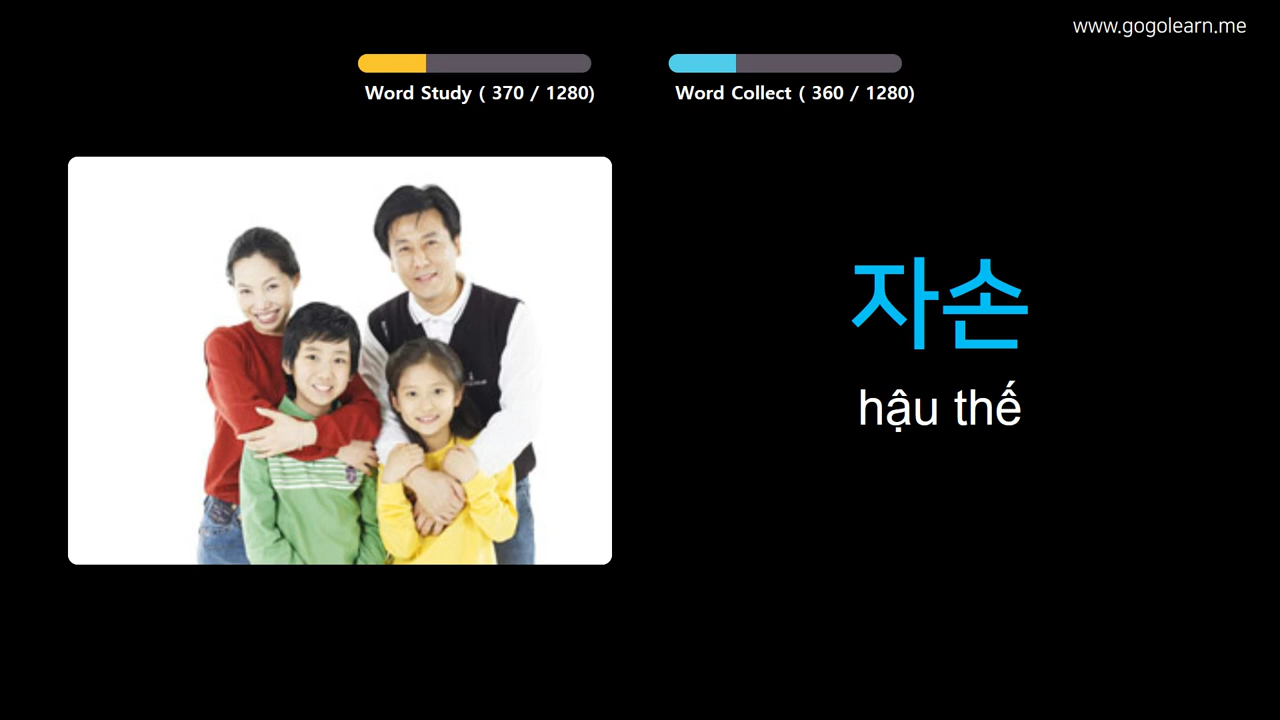 www.gogolearn.me
Word Study ( 370 / 1280)
Word Collect ( 360 / 1280)
자손
hậu thế